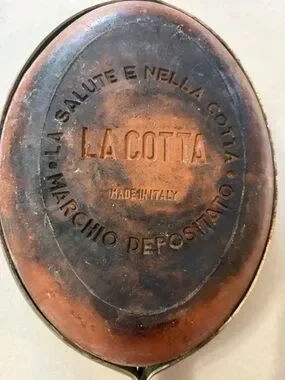 • LA SALUTE E NELLA COTTA •
LA COTTA
MADE IN ITALY
MARCHIO DEPOSITATO